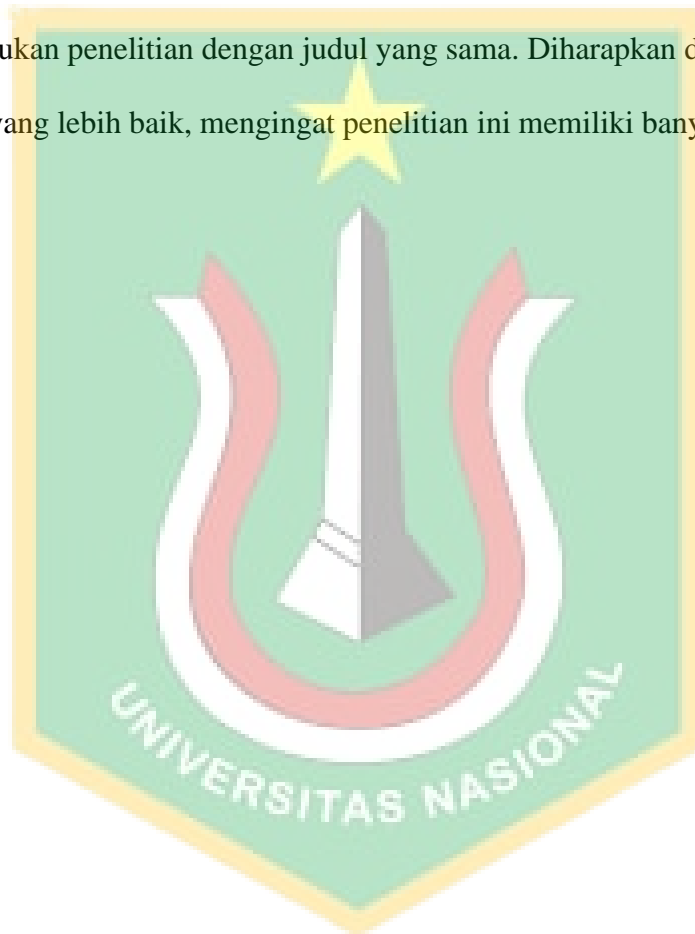 ukan penelitian dengan judul yang sama. Diharapkan d
yang lebih baik, mengingat penelitian ini memiliki bany
UNIVERSITAS NASIONAL